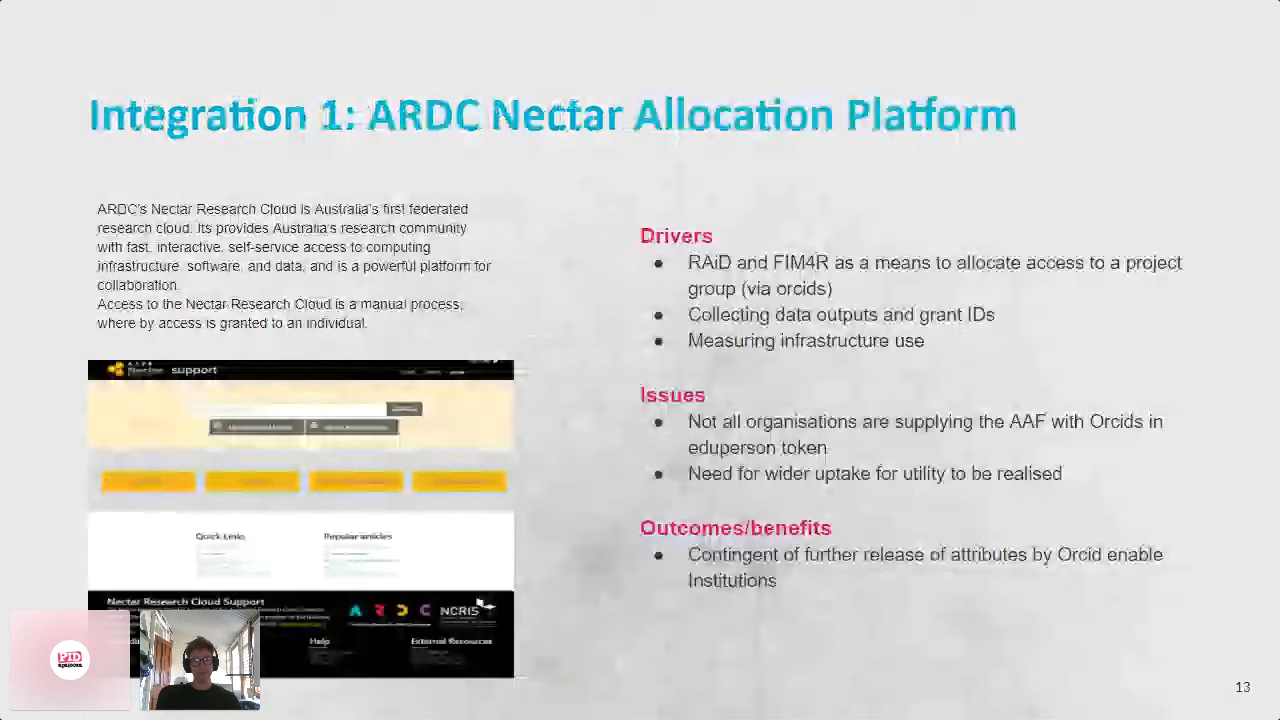 Integration 1: ARDC Nectar Allocation Platform
ARDC's Nectar Research Cloud is Australia's first federated
research cloud. Its provides Australia's research community
with fast, interactive, self-service access to computing
infrastructure, software, and data, and is a powerful platform for
collaboration.
Access to the Nectar Research Cloud is a manual process,
where by access is granted to an individual.
support
Quick Links
Popular articles
Nectar Research Cloud Support
A R D C NCRIS
Help
External Resources
PID
Drivers
● RAiD and FIM4R as a means to allocate access to a project
group (via orcids)
● Collecting data outputs and grant IDs
● Measuring infrastructure use
Issues
● Not all organisations are supplying the AAF with Orcids in
eduperson token
● Need for wider uptake for utility to be realised
Outcomes/benefits
● Contingent of further release of attributes by Orcid enable
Institutions
13